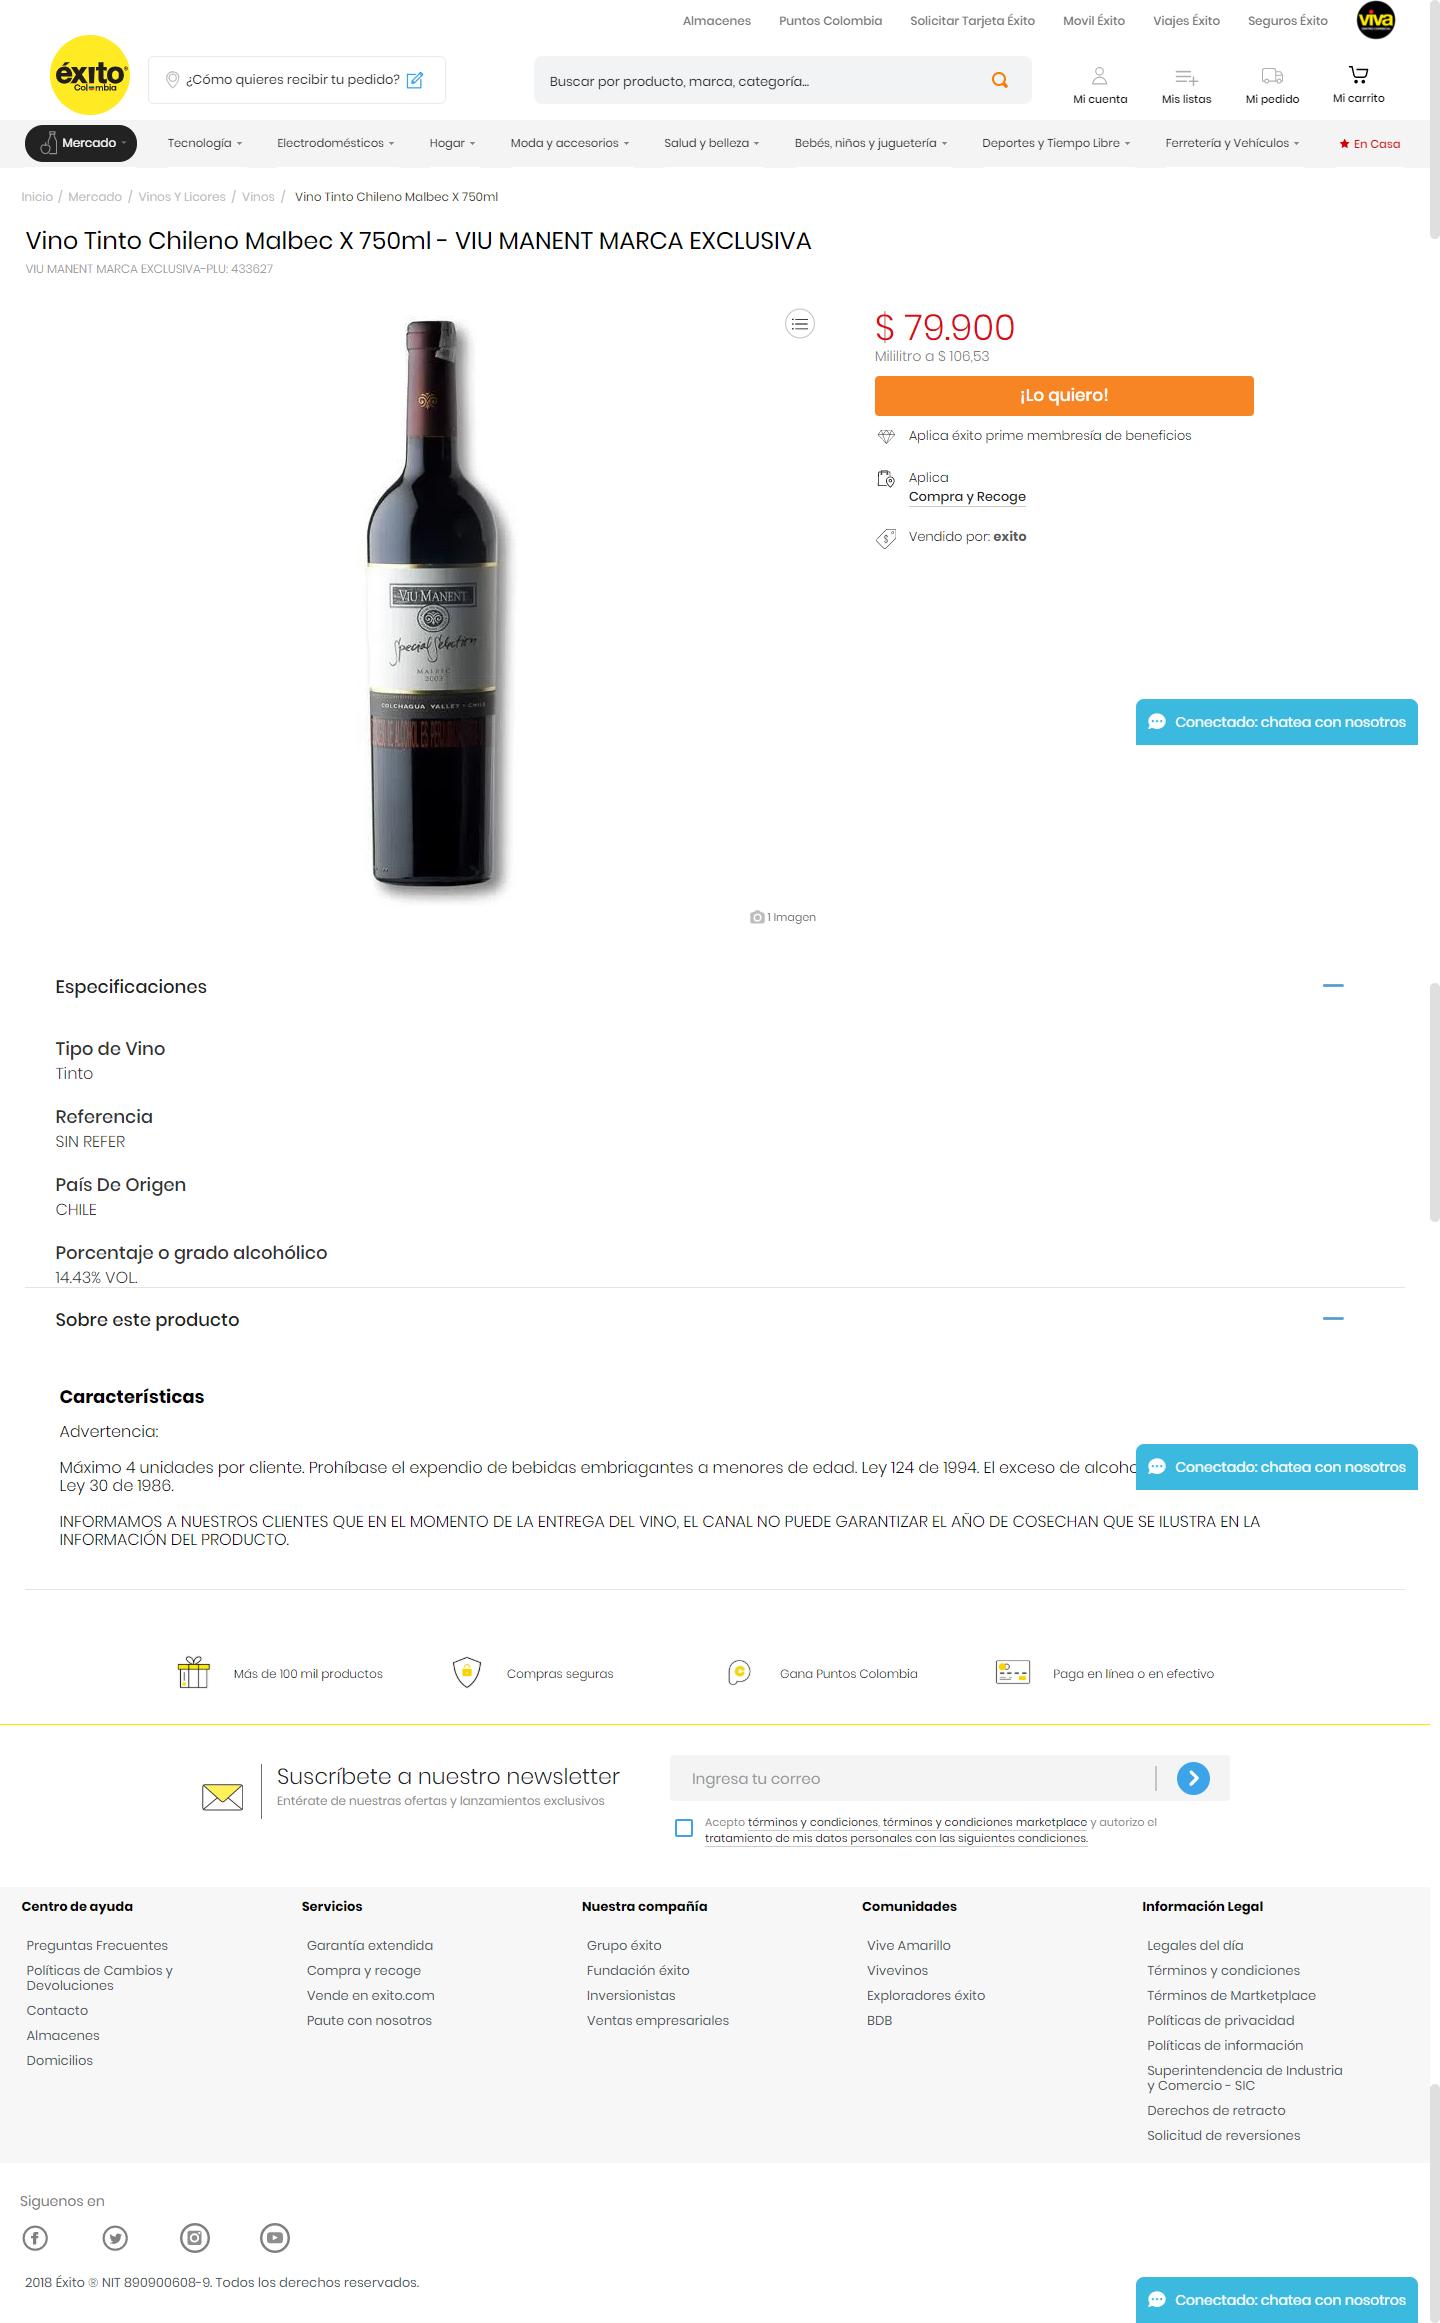 Almacenes Puntos Colombia Solicitar Tarjeta Éxito Movil Éxito Viajes Éxito Seguros Éxito viva
éxito
Colombia
¿Cómo quieres recibir tu pedido?
Buscar por producto, marca, categoría...
Mi cuenta Mis listas Mi pedido Mi carrito
Mercado Tecnología Electrodomésticos Hogar Moda y accesorios Salud y belleza Bebés, niños y juguetería Deportes y Tiempo Libre Ferretería y Vehículos En Casa
Inicio / Mercado / Vinos Y Licores / Vinos / Vino Tinto Chileno Malbec X 750ml
Vino Tinto Chileno Malbec X 750ml - VIU MANENT MARCA EXCLUSIVA
VIU MANENT MARCA EXCLUSIVA-PLU: 433627
$ 79.900
Mililitro a $ 106,53
¡Lo quiero!
Aplica éxito prime membresía de beneficios
Aplica
Compra y Recoge
Vendido por: exito
VIU MANENT
Special Selection
MALBEC
2003
COLCHAGUA VALLEY - CHILE
Conectado: chatea con nosotros
1 Imagen
Especificaciones
Tipo de Vino
Tinto
Referencia
SIN REFER
País De Origen
CHILE
Porcentaje o grado alcohólico
14.43% VOL.
Sobre este producto
Características
Advertencia:
Máximo 4 unidades por cliente. Prohíbase el expendio de bebidas embriagantes a menores de edad. Ley 124 de 1994. El exceso de alcoho
Conectado: chatea con nosotros
Ley 30 de 1986.
INFORMAMOS A NUESTROS CLIENTES QUE EN EL MOMENTO DE LA ENTREGA DEL VINO, EL CANAL NO PUEDE GARANTIZAR EL AÑO DE COSECHAN QUE SE ILUSTRA EN LA
INFORMACIÓN DEL PRODUCTO.
Más de 100 mil productos Compras seguras Gana Puntos Colombia Paga en línea o en efectivo
Suscríbete a nuestro newsletter
Entérate de nuestras ofertas y lanzamientos exclusivos
Ingresa tu correo
Acepto términos y condiciones, términos y condiciones marketplace y autorizo el
tratamiento de mis datos personales con las siguientes condiciones.
Centro de ayuda
Preguntas Frecuentes
Políticas de Cambios y
Devoluciones
Contacto
Almacenes
Domicilios
Servicios
Garantía extendida
Compra y recoge
Vende en exito.com
Paute con nosotros
Nuestra compañía
Grupo éxito
Fundación éxito
Inversionistas
Ventas empresariales
Comunidades
Vive Amarillo
Vivevinos
Exploradores éxito
BDB
Información Legal
Legales del día
Términos y condiciones
Términos de Martketplace
Políticas de privacidad
Políticas de información
Superintendencia de Industria
y Comercio - SIC
Derechos de retracto
Solicitud de reversiones
Siguenos en
2018 Éxito ® NIT 890900608-9. Todos los derechos reservados.
Conectado: chatea con nosotros